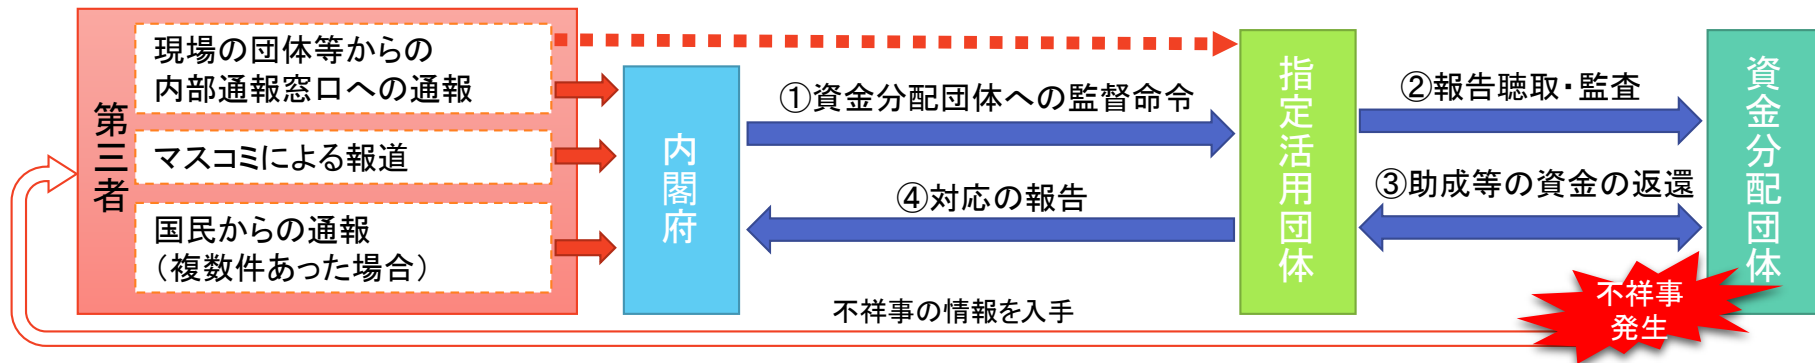 第三者
現場の団体等からの
内部通報窓口への通報
マスコミによる報道
国民からの通報
（複数件あった場合）
内閣府
①資金分配団体への監督命令
④対応の報告
指定活用団体
②報告聴取・監査
③助成等の資金の返還
資金分配団体
不祥事
発生
不祥事の情報を入手